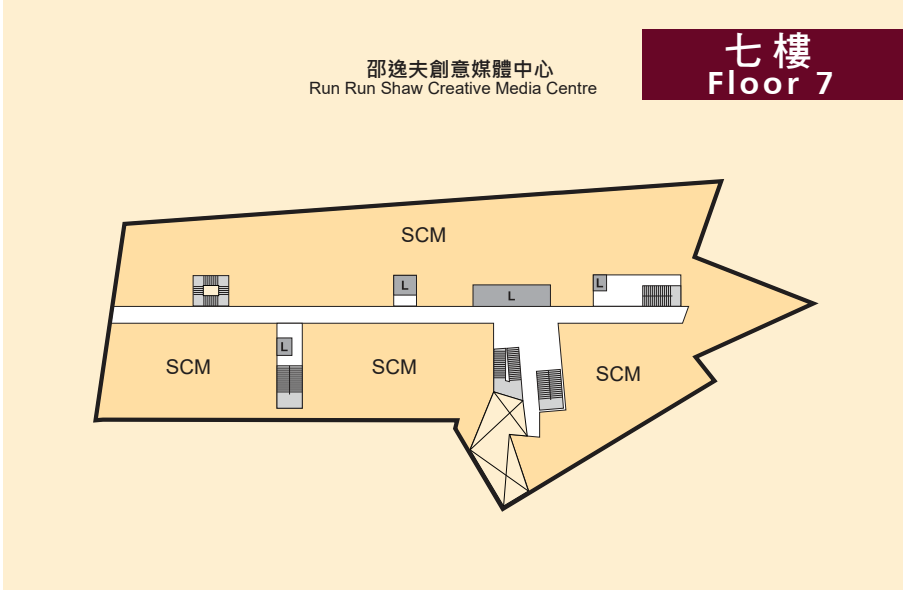 七樓
Floor 7
邵逸夫創意媒體中心
Run Run Shaw Creative Media Centre
SCM
L
L
L
L
SCM
SCM
SCM